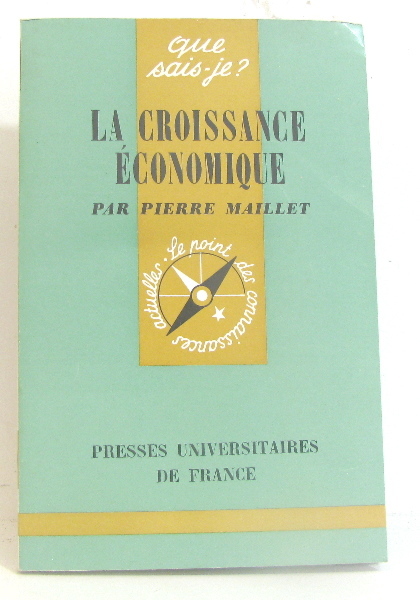 que
sais-je?
LA CROISSANCE
ÉCONOMIQUE
PAR PIERRE MAILLET
Le point des connaissances actuelles.
PRESSES UNIVERSITAIRES
DE FRANCE